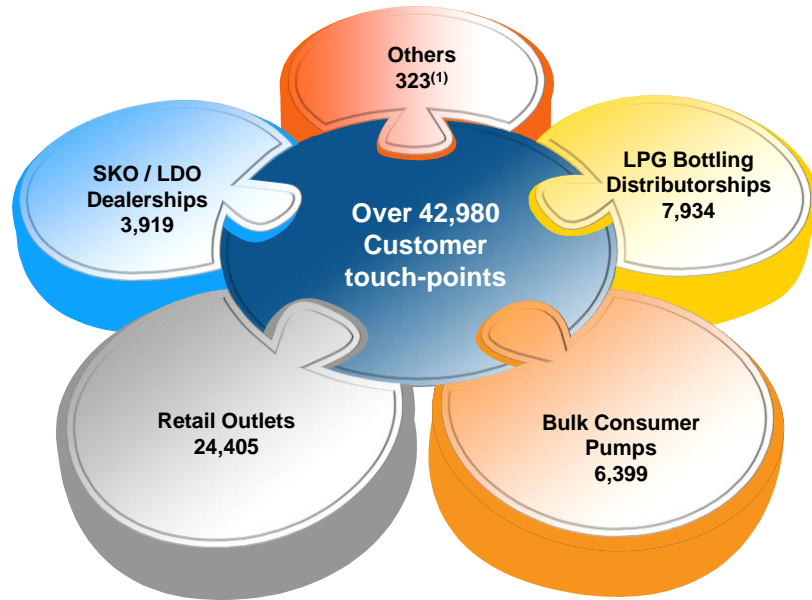 Others
323(1)
SKO / LDO
Dealerships
3,919
LPG Bottling
Distributorships
7,934
Over 42,980
Customer
touch-points
Retail Outlets
24,405
Bulk Consumer
Pumps
6,399